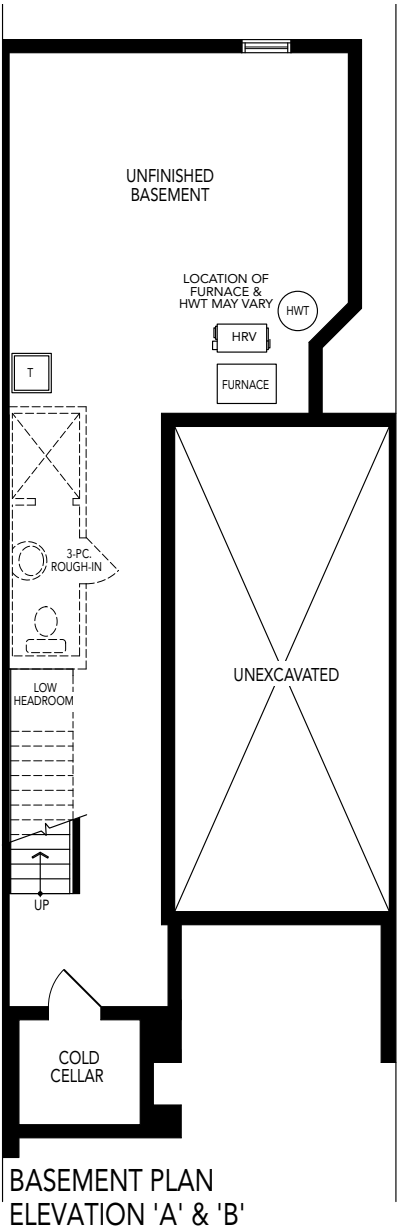 UNFINISHED
BASEMENT
LOCATION OF
FURNACE &
HWT MAY VARY
HWT
HRV
T
FURNACE
3-PC.
ROUGH-IN
UNEXCAVATED
LOW
HEADROOM
UP
COLD
CELLAR
BASEMENT PLAN
ELEVATION 'A' & 'B'